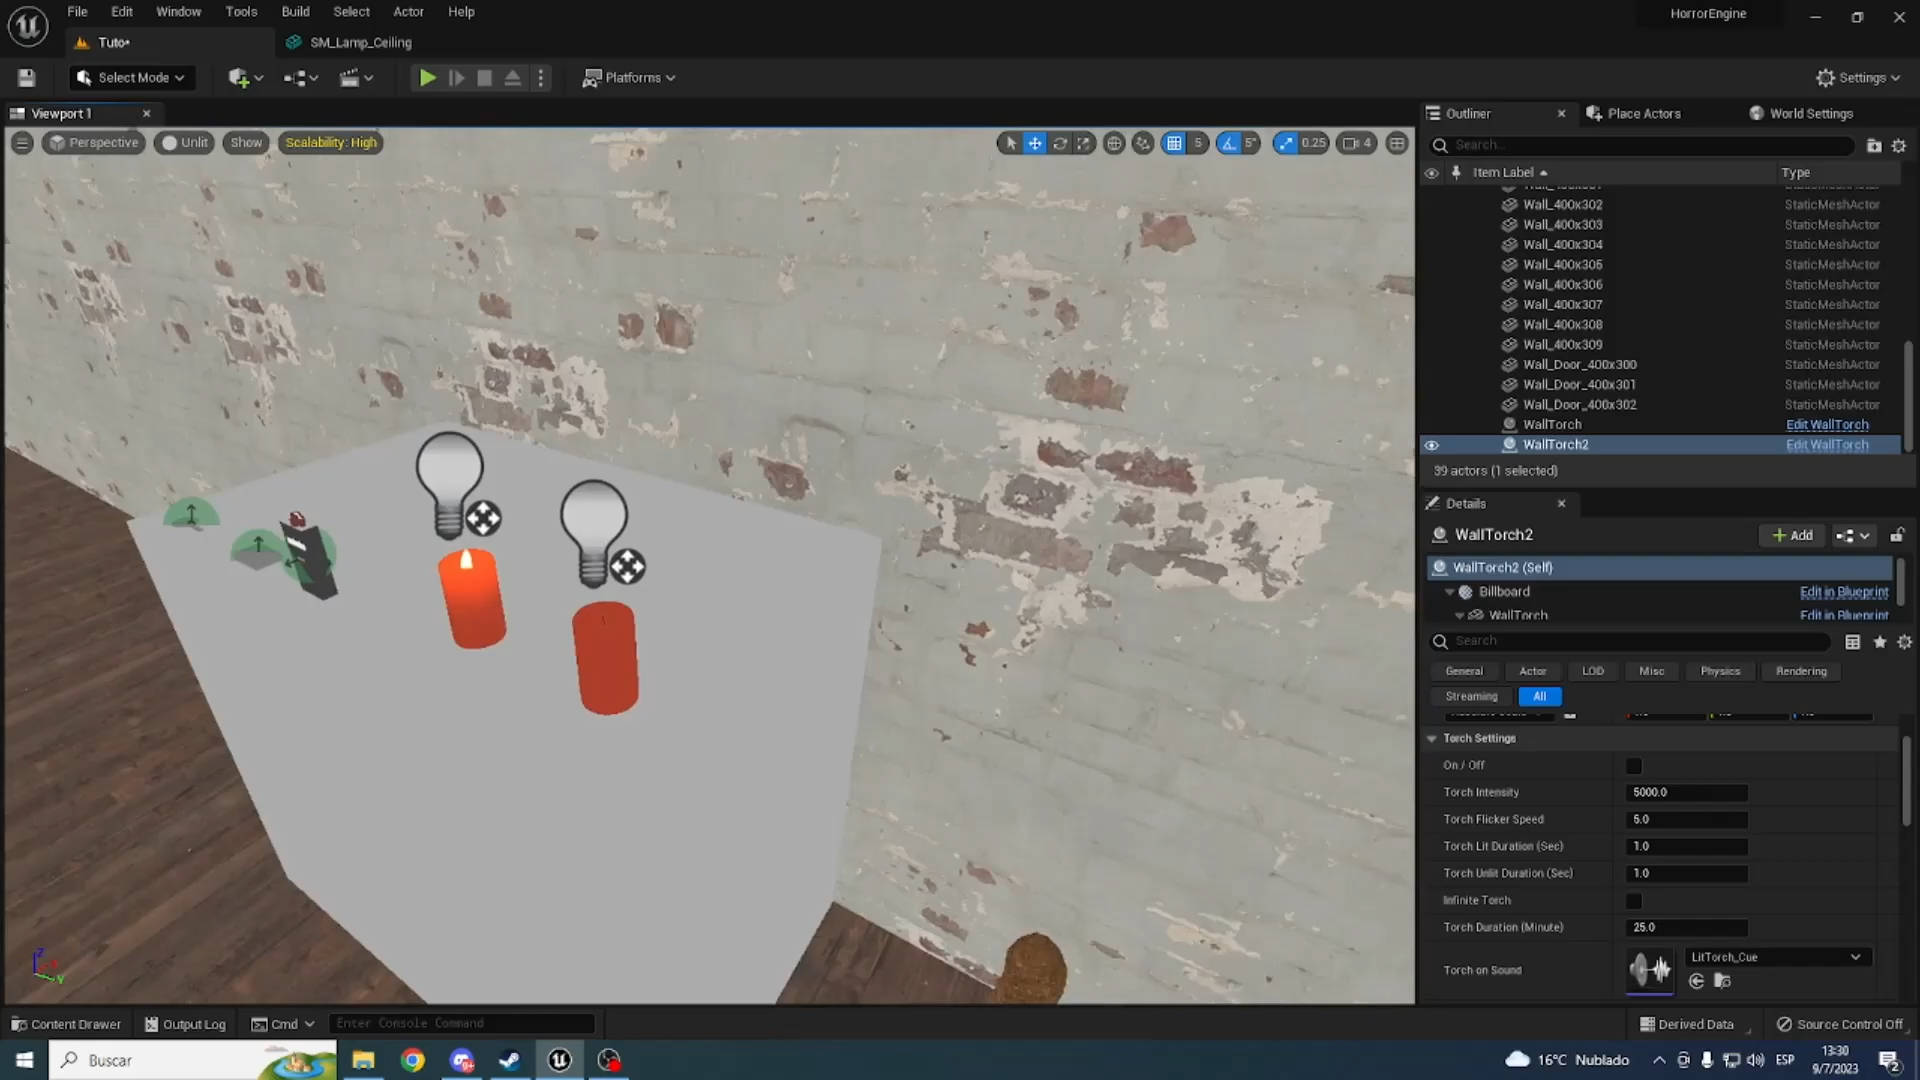 File Edit Window Tools Build Select Actor Help
HorrorEngine
Tuto*
SM_Lamp_Ceiling
Select Mode
Platforms
Settings
Viewport 1
Perspective
Unlit
Show
Scalability: High
5
5°
0.25
4
Outliner
Place Actors
World Settings
Search...
Item Label
Type
StaticMeshActor
Wall_400x302 StaticMeshActor
Wall_400x303 StaticMeshActor
Wall_400x304 StaticMeshActor
Wall_400x305 StaticMeshActor
Wall_400x306 StaticMeshActor
Wall_400x307 StaticMeshActor
Wall_400x308 StaticMeshActor
Wall_400x309 StaticMeshActor
Wall_Door_400x300 StaticMeshActor
Wall_Door_400x301 StaticMeshActor
Wall_Door_400x302 StaticMeshActor
WallTorch Edit WallTorch
WallTorch2 Edit WallTorch
39 actors (1 selected)
Details
WallTorch2
Add
WallTorch2 (Self)
Billboard Edit in Blueprint
WallTorch Edit in Blueprint
Search
General Actor LOD Misc Physics Rendering
Streaming All
Torch Settings
On / Off
Torch Intensity 5000.0
Torch Flicker Speed 5.0
Torch Lit Duration (Sec) 1.0
Torch Unlit Duration (Sec) 1.0
Infinite Torch
Torch Duration (Minute) 25.0
Torch on Sound LitTorch_Cue
Z
Y
Content Drawer
Output Log
Cmd
Enter Console Command
Derived Data
Source Control Off
Buscar
16°C Nublado
ESP
13:30
9/7/2023
2